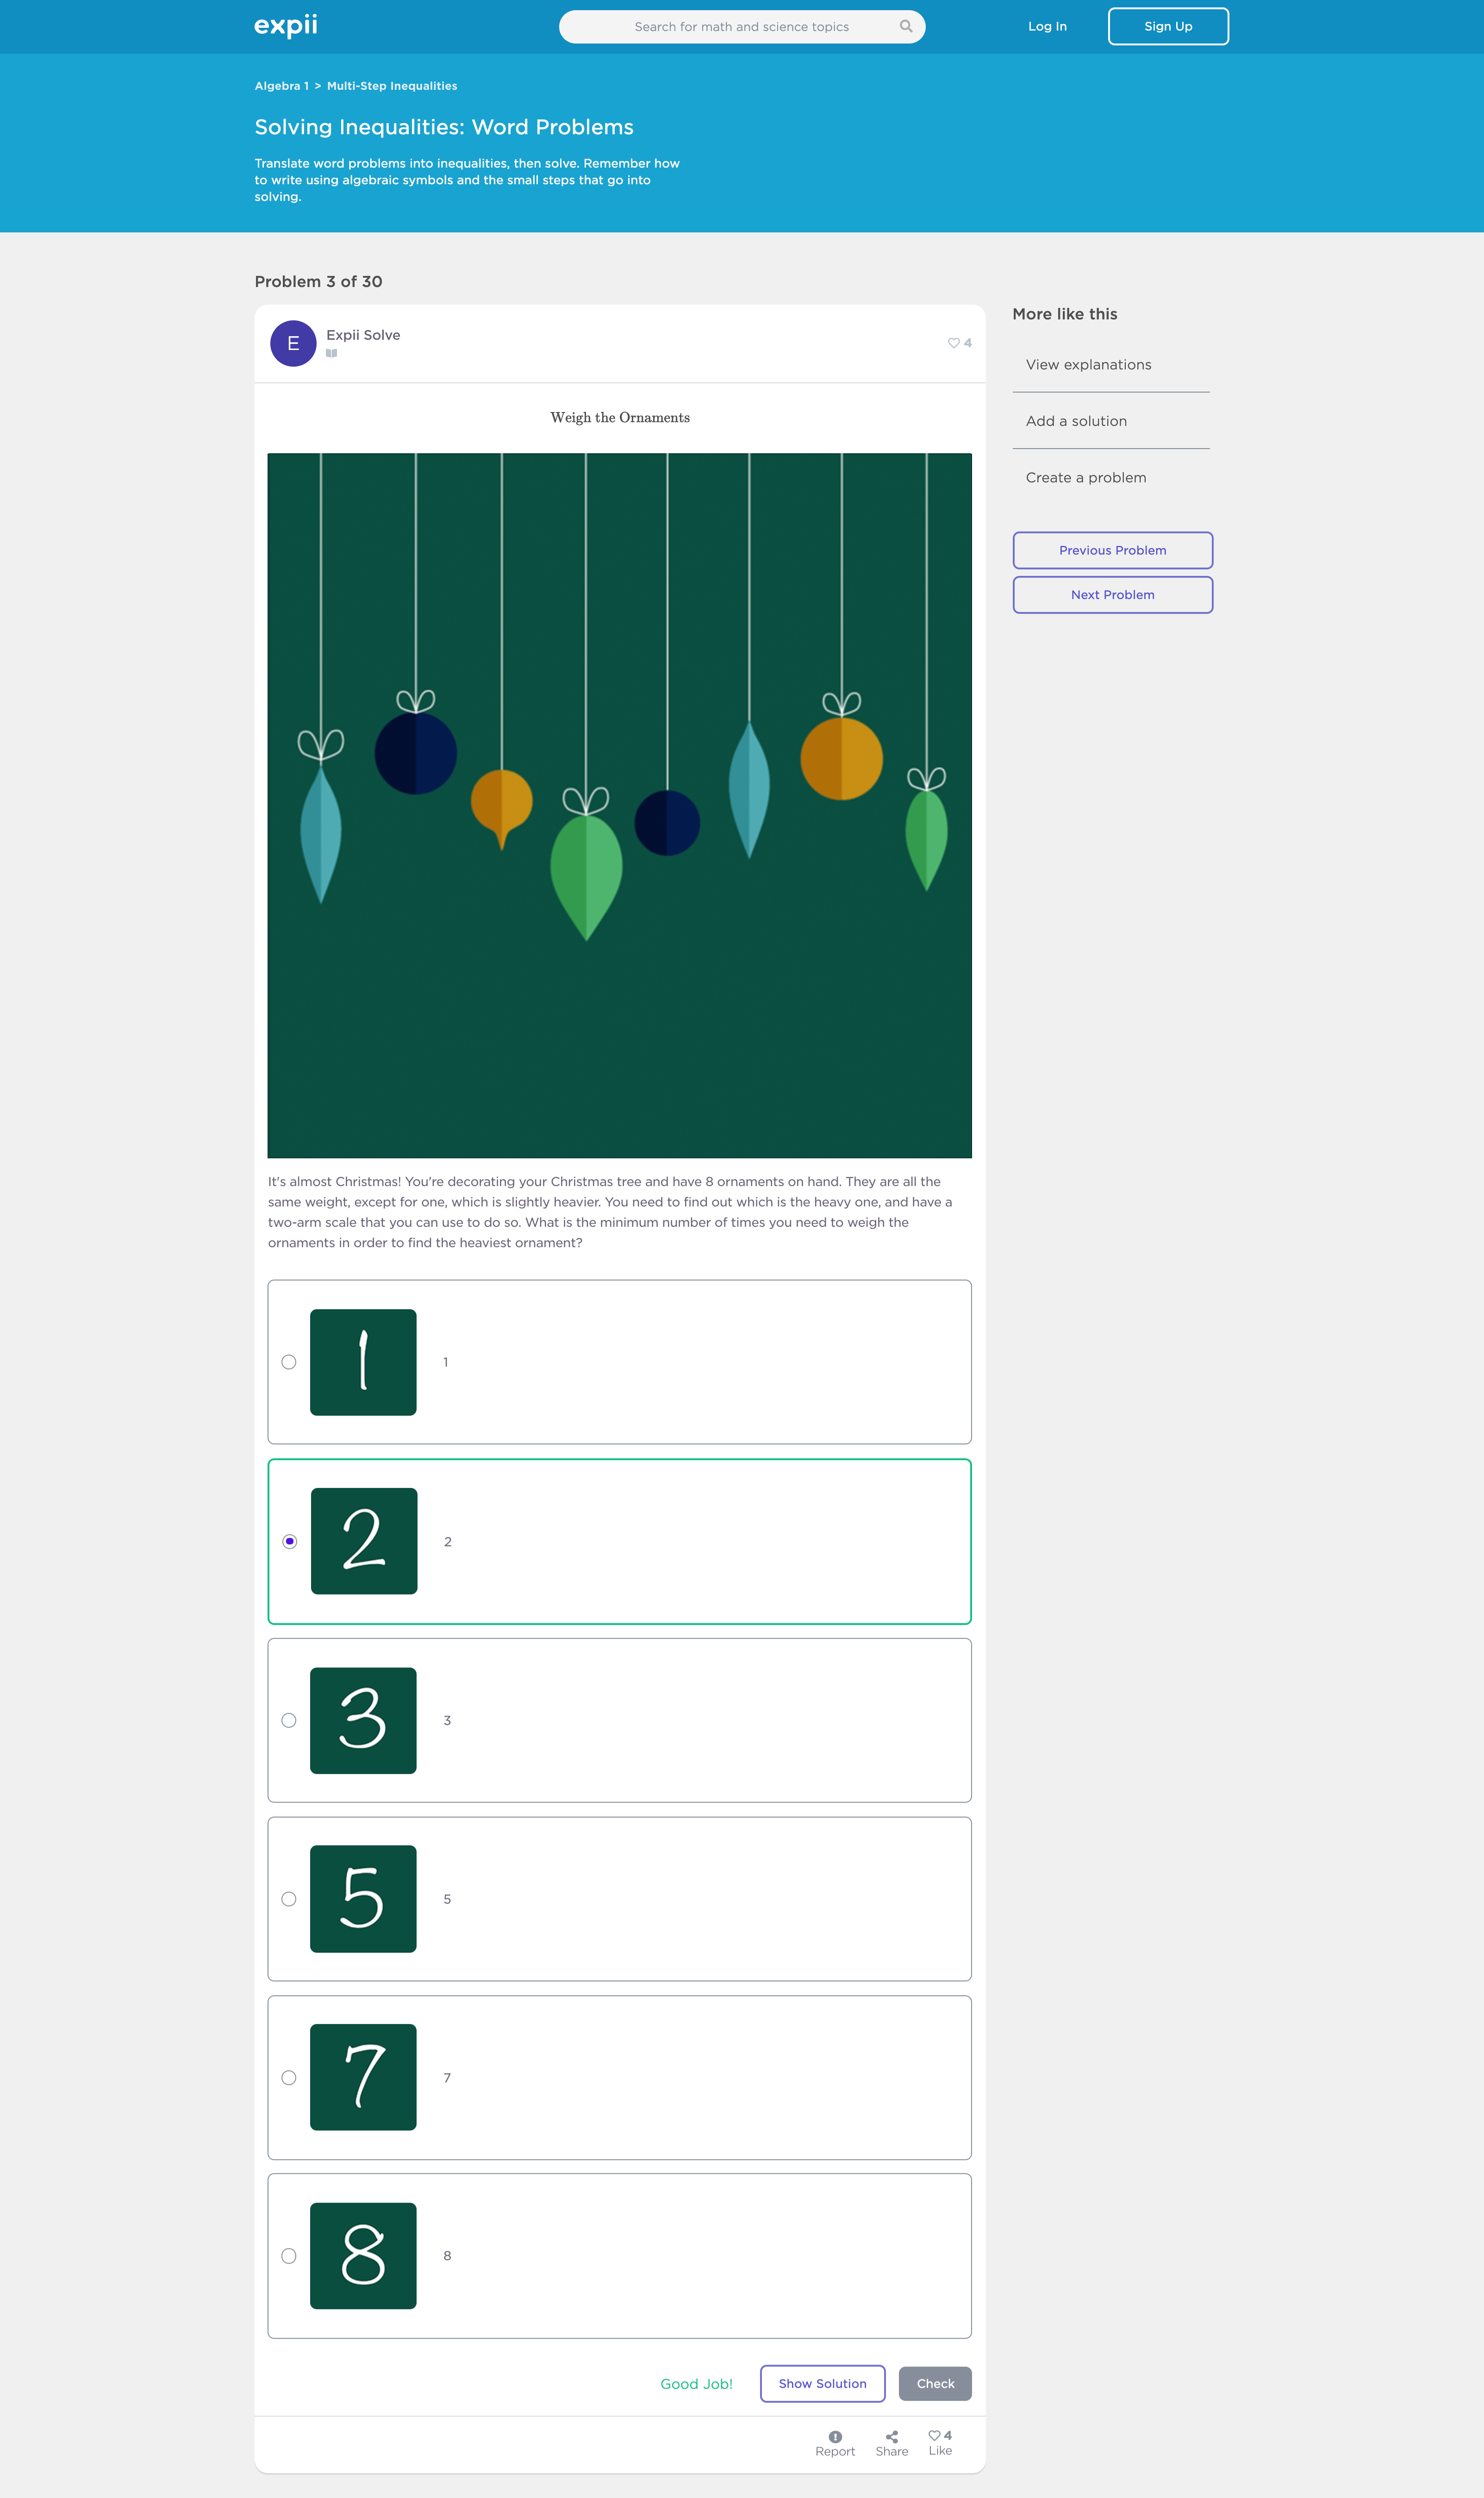 expii
Search for math and science topics
Log In
Sign Up
Algebra 1 > Multi-Step Inequalities
Solving Inequalities: Word Problems
Translate word problems into inequalities, then solve. Remember how
to write using algebraic symbols and the small steps that go into
solving.
Problem 3 of 30
E
Expii Solve
4
Weigh the Ornaments
It's almost Christmas! You're decorating your Christmas tree and have 8 ornaments on hand. They are all the
same weight, except for one, which is slightly heavier. You need to find out which is the heavy one, and have a
two-arm scale that you can use to do so. What is the minimum number of times you need to weigh the
ornaments in order to find the heaviest ornament?
1 1
2 2
3 3
5 5
7 7
8 8
Good Job!
Show Solution
Check
Report
Share
4
Like
More like this
View explanations
Add a solution
Create a problem
Previous Problem
Next Problem